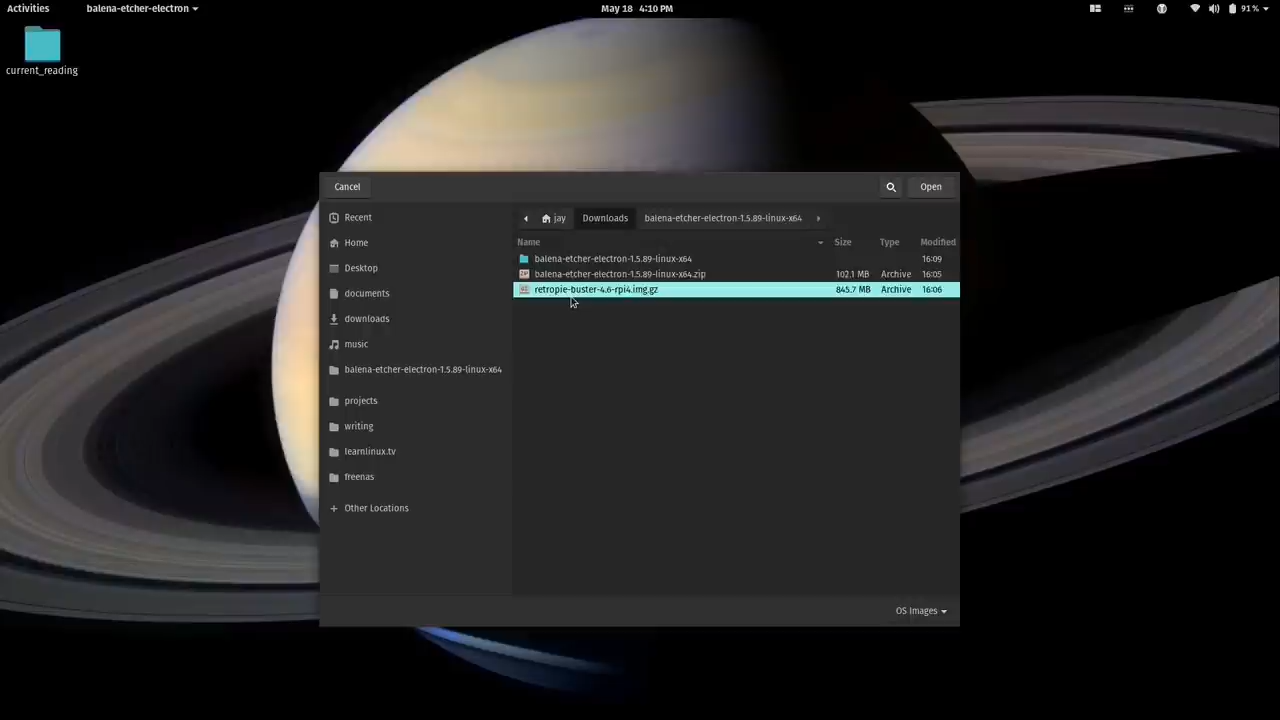 Activities balena-etcher-electron May 18 4:10 PM 91 %
current_reading
Cancel Open
Recent jay Downloads balena-etcher-electron-1.5.89-linux-x64
Home Name Size Type Modified
balena-etcher-electron-1.5.89-linux-x64 16:09
Desktop balena-etcher-electron-1.5.89-linux-x64.zip 102.1 MB Archive 16:05
documents retropie-buster-4.6-rpi4.img.gz 845.7 MB Archive 16:06
downloads
music
balena-etcher-electron-1.5.89-linux-x64
projects
writing
learnlinux.tv
freenas
Other Locations
OS Images